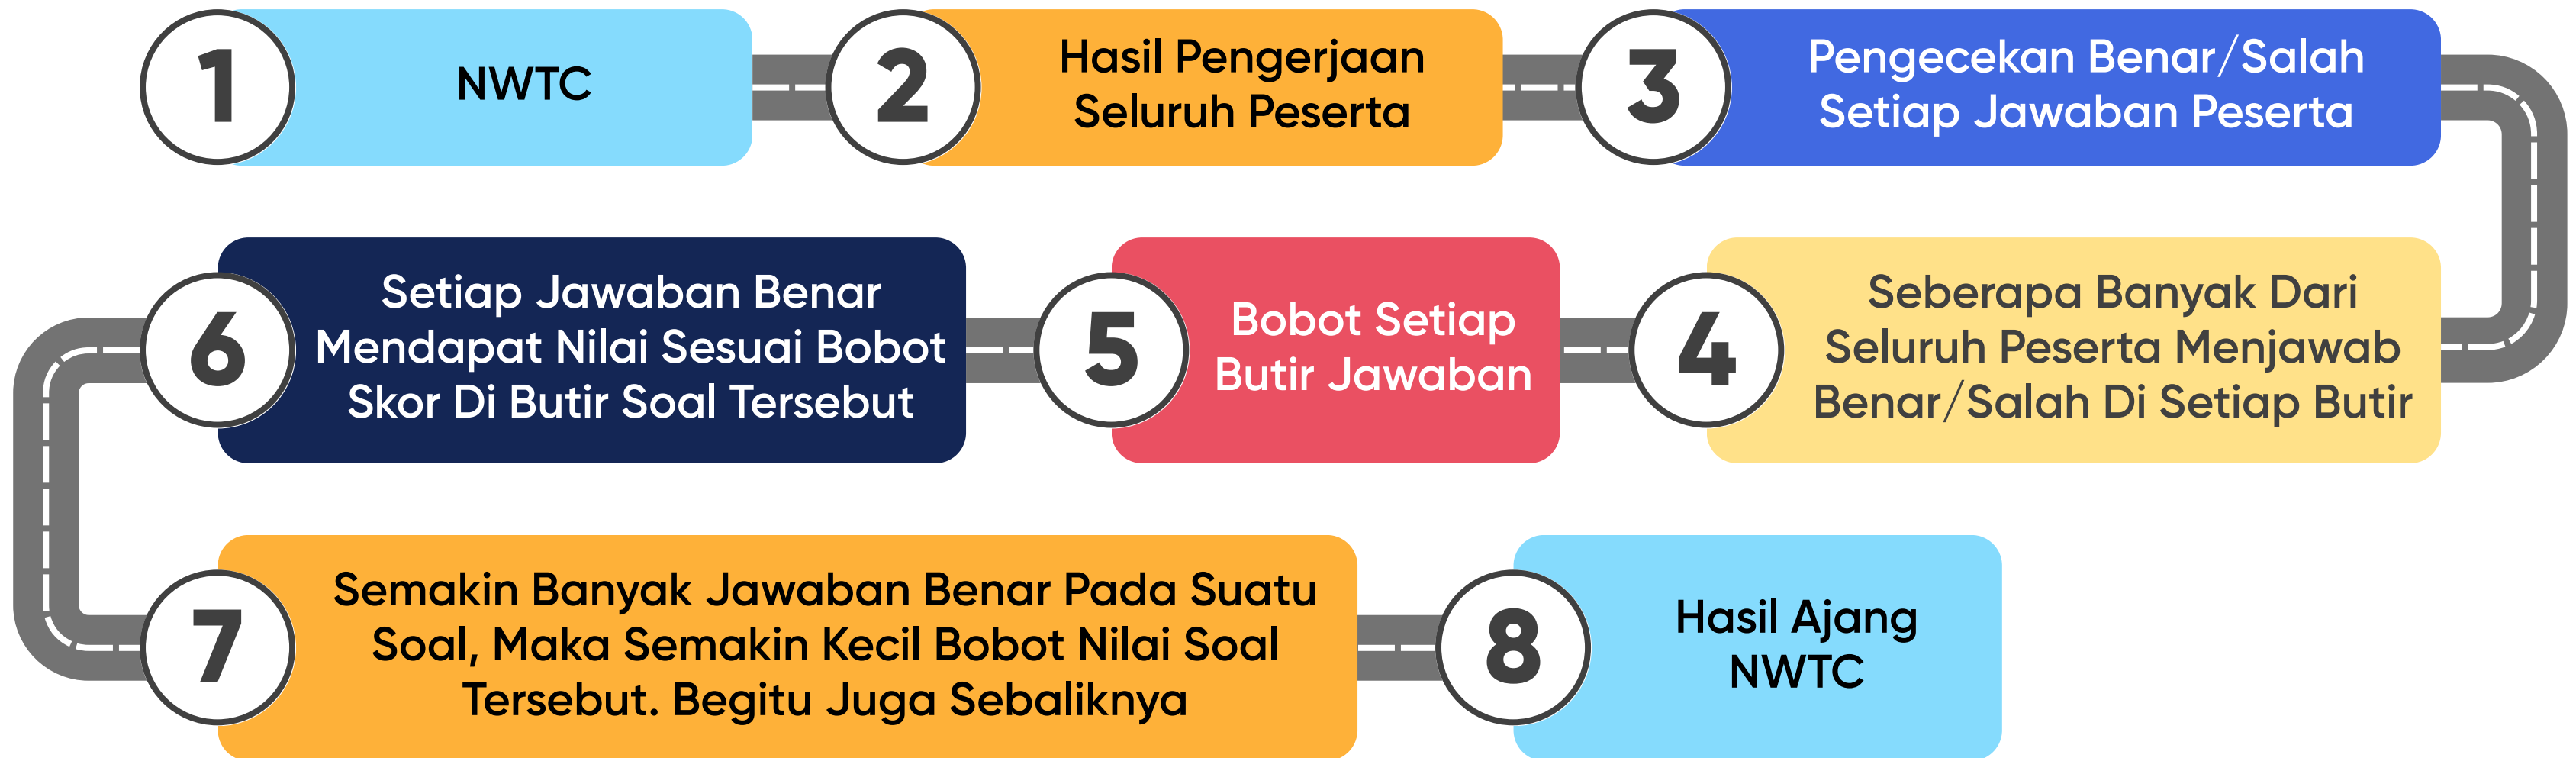 1
NWTC
2
Hasil Pengerjaan
Seluruh Peserta
3
Pengecekan Benar/Salah
Setiap Jawaban Peserta
4
Seberapa Banyak Dari
Seluruh Peserta Menjawab
Benar/Salah Di Setiap Butir
5
Bobot Setiap
Butir Jawaban
6
Setiap Jawaban Benar
Mendapat Nilai Sesuai Bobot
Skor Di Butir Soal Tersebut
7
Semakin Banyak Jawaban Benar Pada Suatu
Soal, Maka Semakin Kecil Bobot Nilai Soal
Tersebut. Begitu Juga Sebaliknya
8
Hasil Ajang
NWTC